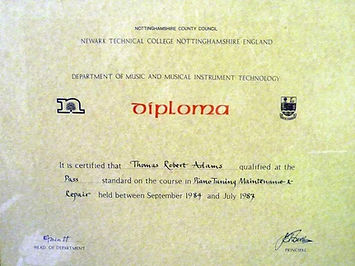 NOTTINGHAMSHIRE COUNTY COUNCIL
NEWARK TECHNICAL COLLEGE NOTTINGHAMSHIRE ENGLAND
DEPARTMENT OF MUSIC AND MUSICAL INSTRUMENT TECHNOLOGY
n
diploma
It is certified that Thomas Robert Adams qualified at the
Pass standard on the course in Piano Tuning Maintenance &
Repair held between September 1984 and July 1987
HEAD OF DEPARTMENT
PRINCIPAL